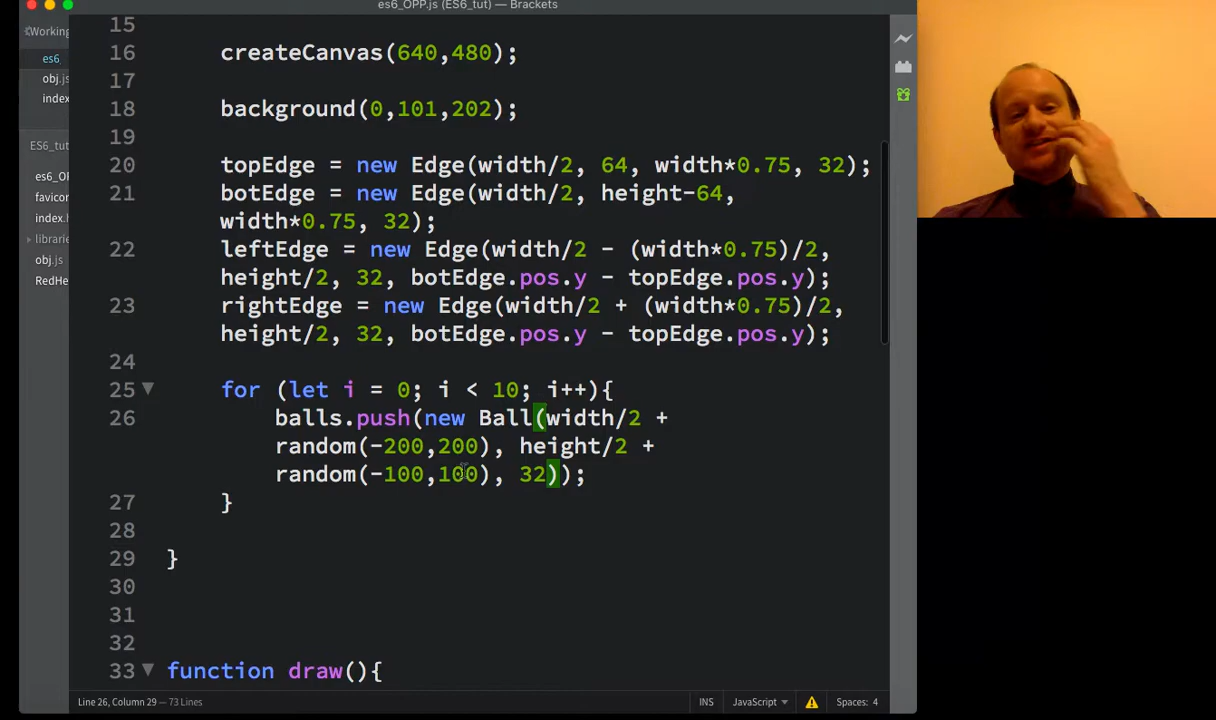 es6_OPP.js (ES6_tut) — Brackets
Working
es6
obj.js
index
ES6_tut
es6_OP
favicor
index.h
libraries
obj.js
RedHe
15
16 createCanvas(640,480);
17
18 background(0,101,202);
19
20 topEdge = new Edge(width/2, 64, width*0.75, 32);
21 botEdge = new Edge(width/2, height-64,
width*0.75, 32);
22 leftEdge = new Edge(width/2 - (width*0.75)/2,
height/2, 32, botEdge.pos.y - topEdge.pos.y);
23 rightEdge = new Edge(width/2 + (width*0.75)/2,
height/2, 32, botEdge.pos.y - topEdge.pos.y);
24
25 for (let i = 0; i < 10; i++){
26 balls.push(new Ball(width/2 +
random(-200,200), height/2 +
random(-100,100), 32));
27 }
28
29 }
30
31
32
33 function draw(){
Line 26, Column 29 — 73 Lines
INS
JavaScript
Spaces: 4